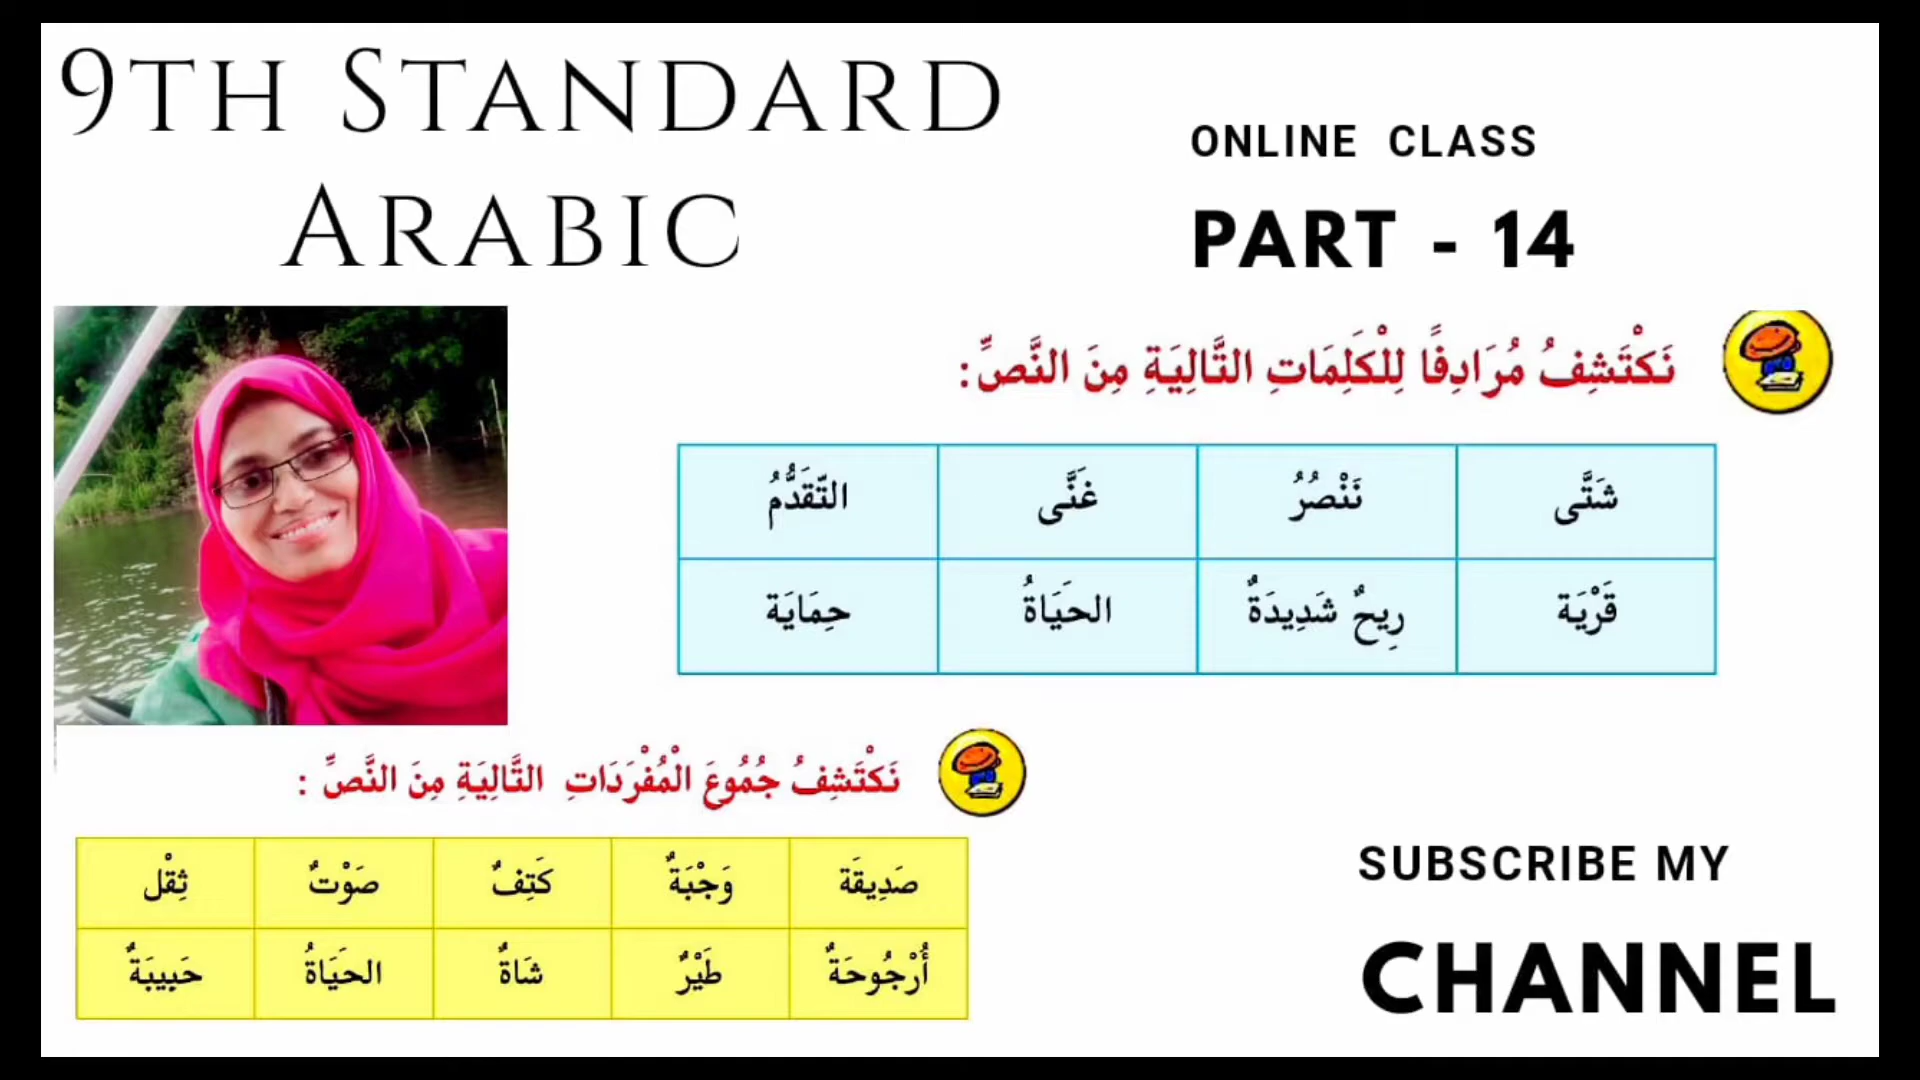 9TH STANDARD
ARABIC
ONLINE CLASS
PART - 14
نَكْتَشِفُ مُرَادِفًا لِلْكَلِمَاتِ التَّالِيَةِ مِنَ النَّصِّ:
شَتَّى نَنْصُرُ غَنَّى التّقَدُّمُ
قَرْيَة رِيحٌ شَدِيدَةٌ الحَيَاةُ حِمَايَة
نَكْتَشِفُ جُمُوعَ الْمُفْرَدَاتِ التَّالِيَةِ مِنَ النَّصِّ :
صَدِيقَة وَجْبَةٌ كَتِفٌ صَوْتٌ ثِقْل
أُرْجُوحَةٌ طَيْرٌ شَاةٌ الحَيَاةُ حَبِيبَةٌ
SUBSCRIBE MY
CHANNEL